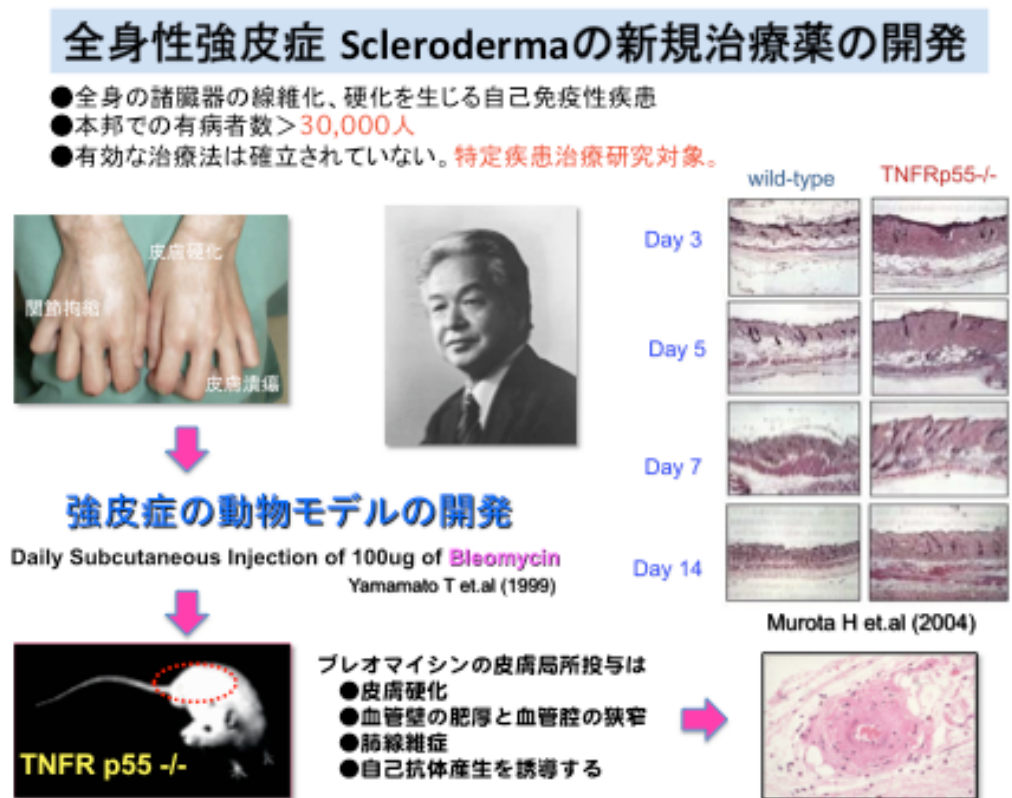 全身性強皮症 Sclerodermaの新規治療薬の開発
●全身の諸臓器の線維化、硬化を生じる自己免疫性疾患
●本邦での有病者数＞30,000人
●有効な治療法は確立されていない。特定疾患治療研究対象。
wild-type
TNFRp55-/-
皮膚硬化
関節拘縮
皮膚潰瘍
Day 3
Day 5
Day 7
Day 14
Murota H et.al (2004)
強皮症の動物モデルの開発
Daily Subcutaneous Injection of 100ug of Bleomycin
Yamamato T et.al (1999)
TNFR p55 -/-
ブレオマイシンの皮膚局所投与は
●皮膚硬化
●血管壁の肥厚と血管腔の狭窄
●肺線維症
●自己抗体産生を誘導する